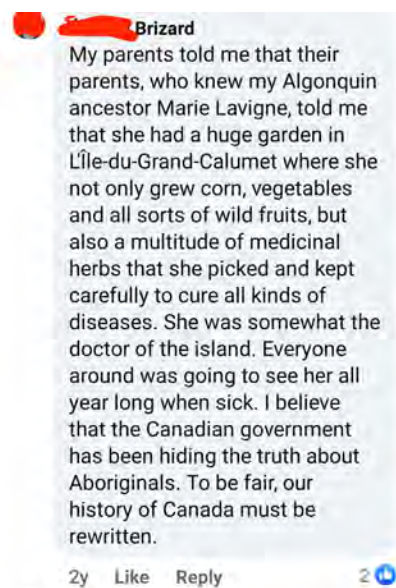 Brizard
My parents told me that their
parents, who knew my Algonquin
ancestor Marie Lavigne, told me
that she had a huge garden in
L'Île-du-Grand-Calumet where she
not only grew corn, vegetables
and all sorts of wild fruits, but
also a multitude of medicinal
herbs that she picked and kept
carefully to cure all kinds of
diseases. She was somewhat the
doctor of the island. Everyone
around was going to see her all
year long when sick. I believe
that the Canadian government
has been hiding the truth about
Aboriginals. To be fair, our
history of Canada must be
rewritten.
2y Like Reply 2